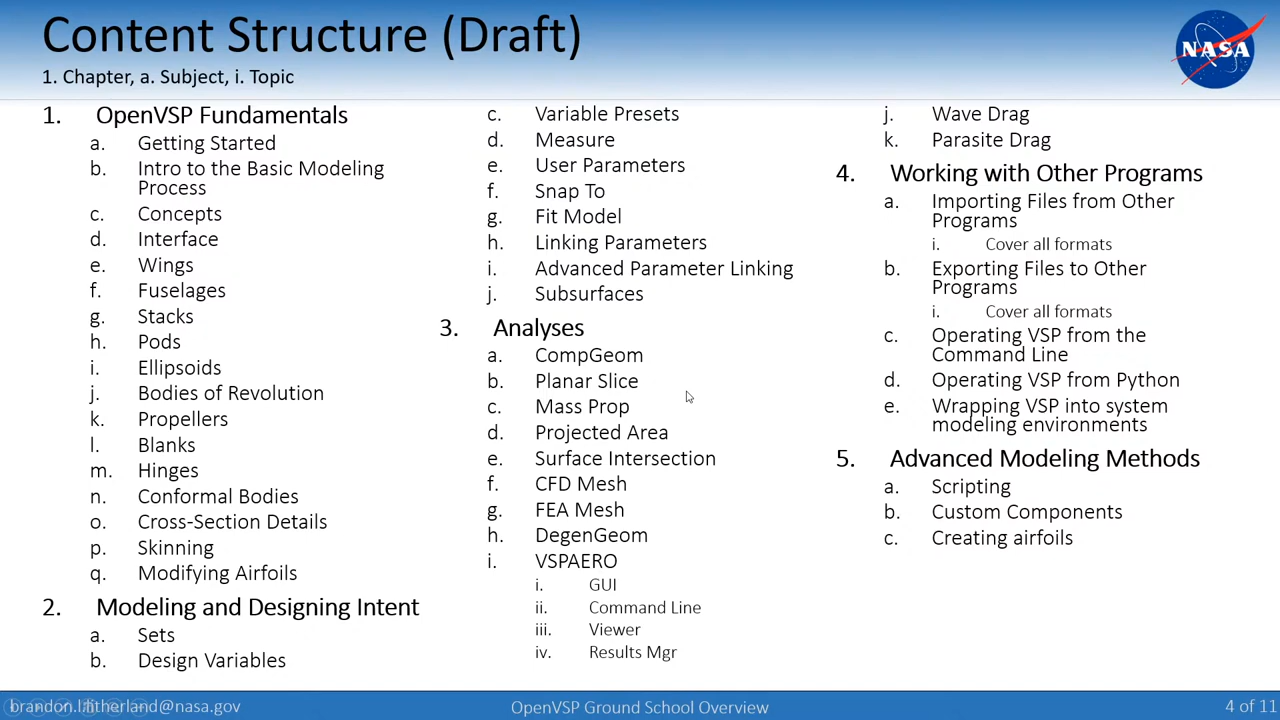 Content Structure (Draft)
1. Chapter, a. Subject, i. Topic
NASA
1. OpenVSP Fundamentals
a. Getting Started
b. Intro to the Basic Modeling
Process
c. Concepts
d. Interface
e. Wings
f. Fuselages
g. Stacks
h. Pods
i. Ellipsoids
j. Bodies of Revolution
k. Propellers
l. Blanks
m. Hinges
n. Conformal Bodies
o. Cross-Section Details
p. Skinning
q. Modifying Airfoils
2. Modeling and Designing Intent
a. Sets
b. Design Variables
c. Variable Presets
d. Measure
e. User Parameters
f. Snap To
g. Fit Model
h. Linking Parameters
i. Advanced Parameter Linking
j. Subsurfaces
3. Analyses
a. CompGeom
b. Planar Slice
c. Mass Prop
d. Projected Area
e. Surface Intersection
f. CFD Mesh
g. FEA Mesh
h. DegenGeom
i. VSPAERO
i. GUI
ii. Command Line
iii. Viewer
iv. Results Mgr
j. Wave Drag
k. Parasite Drag
4. Working with Other Programs
a. Importing Files from Other
Programs
i. Cover all formats
b. Exporting Files to Other
Programs
i. Cover all formats
c. Operating VSP from the
Command Line
d. Operating VSP from Python
e. Wrapping VSP into system
modeling environments
5. Advanced Modeling Methods
a. Scripting
b. Custom Components
c. Creating airfoils
brandon.l.litherland@nasa.gov
OpenVSP Ground School Overview
4 of 11